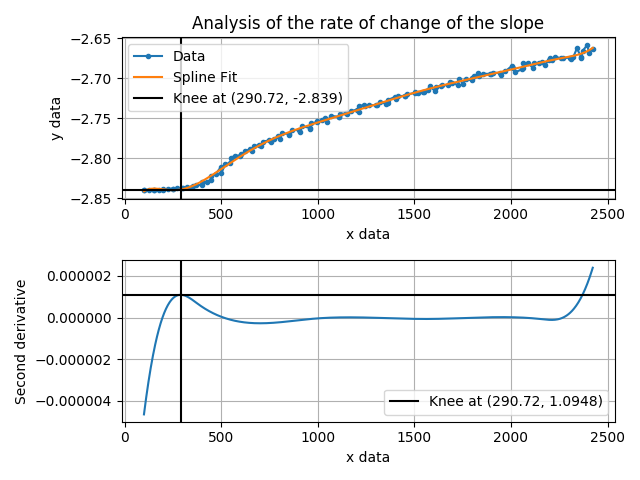 Analysis of the rate of change of the slope
−2.65
−2.70
−2.75
−2.80
−2.85
y data
Data
Spline Fit
Knee at (290.72, -2.839)
0 500 1000 1500 2000 2500
x data
0.000002
0.000000
−0.000002
−0.000004
Second derivative
Knee at (290.72, 1.0948)
0 500 1000 1500 2000 2500
x data